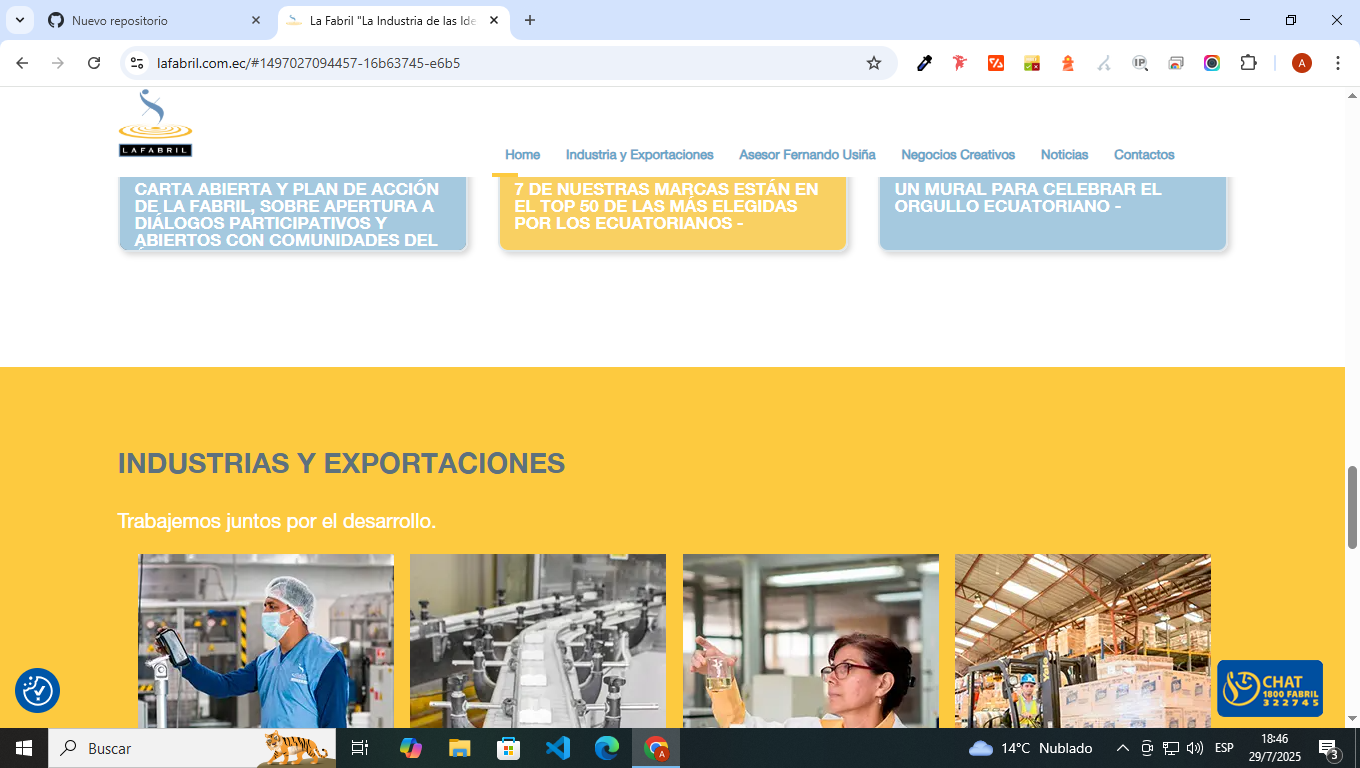 Nuevo repositorio
La Fabril "La Industria de las Ide
lafabril.com.ec/#1497027094457-16b63745-e6b5
A
LAFABRIL
Home Industria y Exportaciones Asesor Fernando Usiña Negocios Creativos Noticias Contactos
CARTA ABIERTA Y PLAN DE ACCIÓN
DE LA FABRIL, SOBRE APERTURA A
DIÁLOGOS PARTICIPATIVOS Y
ABIERTOS CON COMUNIDADES DEL
7 DE NUESTRAS MARCAS ESTÁN EN
EL TOP 50 DE LAS MÁS ELEGIDAS
POR LOS ECUATORIANOS -
UN MURAL PARA CELEBRAR EL
ORGULLO ECUATORIANO -
INDUSTRIAS Y EXPORTACIONES
Trabajemos juntos por el desarrollo.
CHAT
1800 FABRIL
322745
Buscar
A
14°C Nublado
ESP
18:46
29/7/2025
3